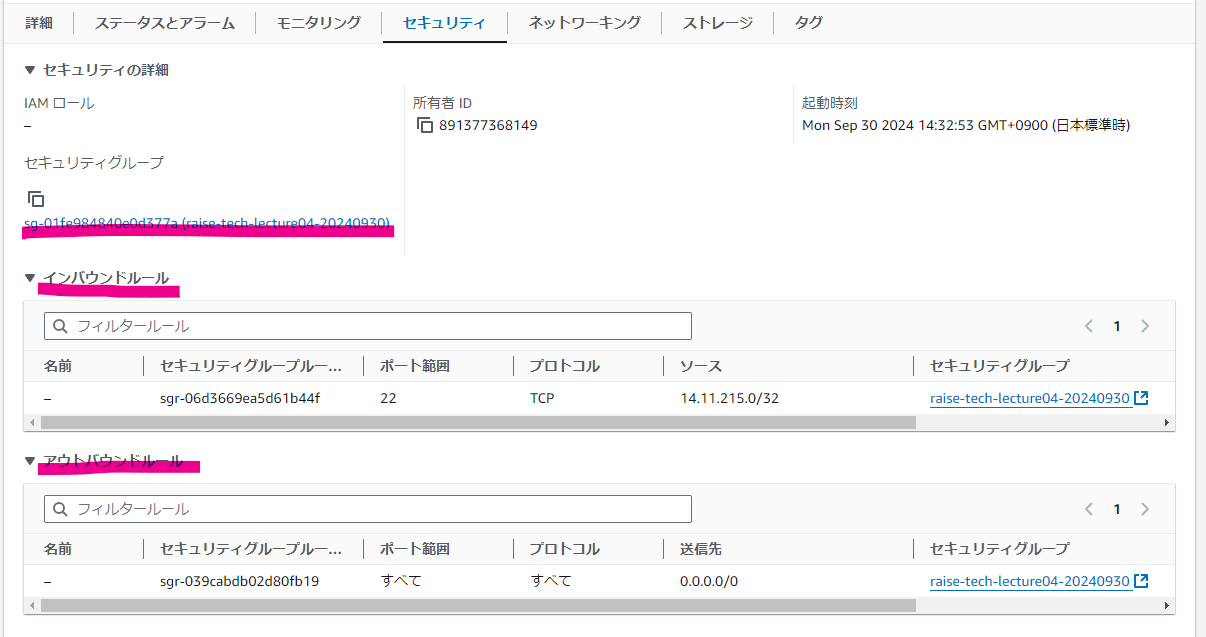 詳細 ステータスとアラーム モニタリング セキュリティ ネットワーキング ストレージ タグ
▼ セキュリティの詳細
IAM ロール 所有者 ID 起動時刻
– 891377368149 Mon Sep 30 2024 14:32:53 GMT+0900 (日本標準時)
セキュリティグループ
sg-01fe984840e0d377a (raise-tech-lecture04-20240930)
▼ インバウンドルール
フィルタールール 1
名前 セキュリティグループルー... ポート範囲 プロトコル ソース セキュリティグループ
– sgr-06d3669ea5d61b44f 22 TCP 14.11.215.0/32 raise-tech-lecture04-20240930
▼ アウトバウンドルール
フィルタールール 1
名前 セキュリティグループルー... ポート範囲 プロトコル 送信先 セキュリティグループ
– sgr-039cabdb02d80fb19 すべて すべて 0.0.0.0/0 raise-tech-lecture04-20240930